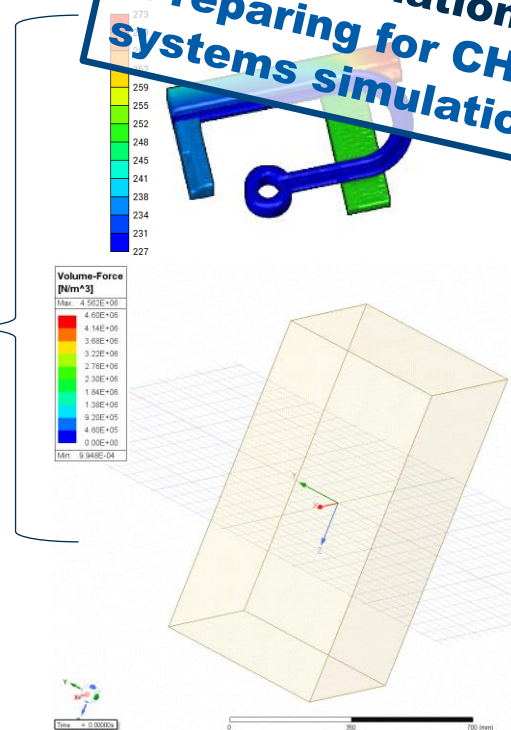 273
259
255
252
248
245
241
238
234
231
227
systems simulatio
Volume-Force
[N/m^3]
Max: 4.562E+06
4.60E+06
4.14E+06
3.68E+06
3.22E+06
2.76E+06
2.30E+06
1.84E+06
1.38E+06
9.20E+05
4.60E+05
0.00E+00
Min: 9.948E-04
Y
X
Z
Y
X
Time = 0.00000s
0
350
700 (mm)